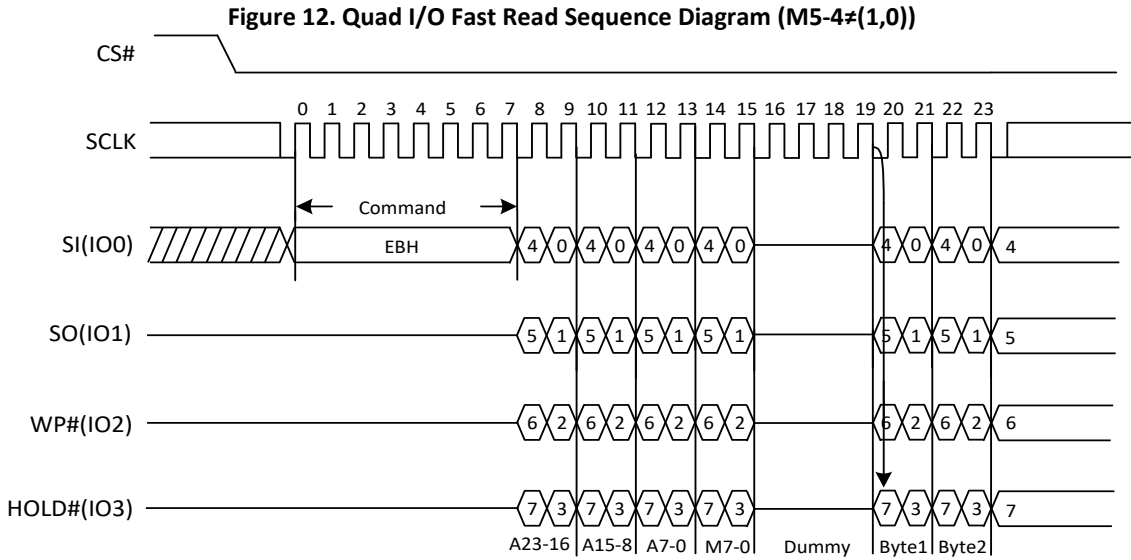 Figure 12. Quad I/O Fast Read Sequence Diagram (M5-4≠(1,0))
CS#
0 1 2 3 4 5 6 7 8 9 10 11 12 13 14 15 16 17 18 19 20 21 22 23
SCLK
Command
SI(IO0) EBH 4 0 4 0 4 0 4 0 4 0 4 0 4
SO(IO1) 5 1 5 1 5 1 5 1 5 1 5 1 5
WP#(IO2) 6 2 6 2 6 2 6 2 6 2 6 2 6
HOLD#(IO3) 7 3 7 3 7 3 7 3 7 3 7 3 7
A23-16 A15-8 A7-0 M7-0 Dummy Byte1 Byte2